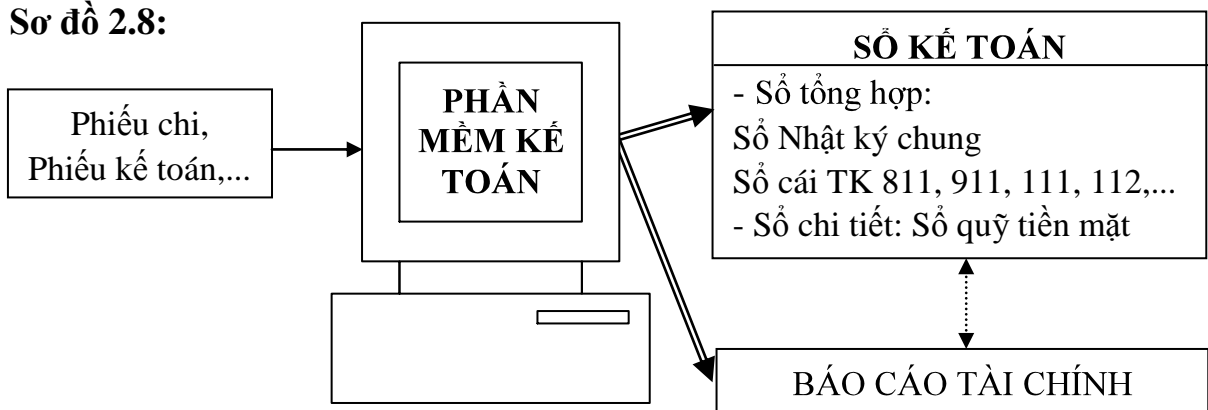 Sơ đồ 2.8:
Phiếu chi,
Phiếu kế toán,...
PHẦN
MỀM KẾ
TOÁN
SỔ KẾ TOÁN
- Sổ tổng hợp:
Sổ Nhật ký chung
Sổ cái TK 811, 911, 111, 112,...
- Sổ chi tiết: Sổ quỹ tiền mặt
BÁO CÁO TÀI CHÍNH